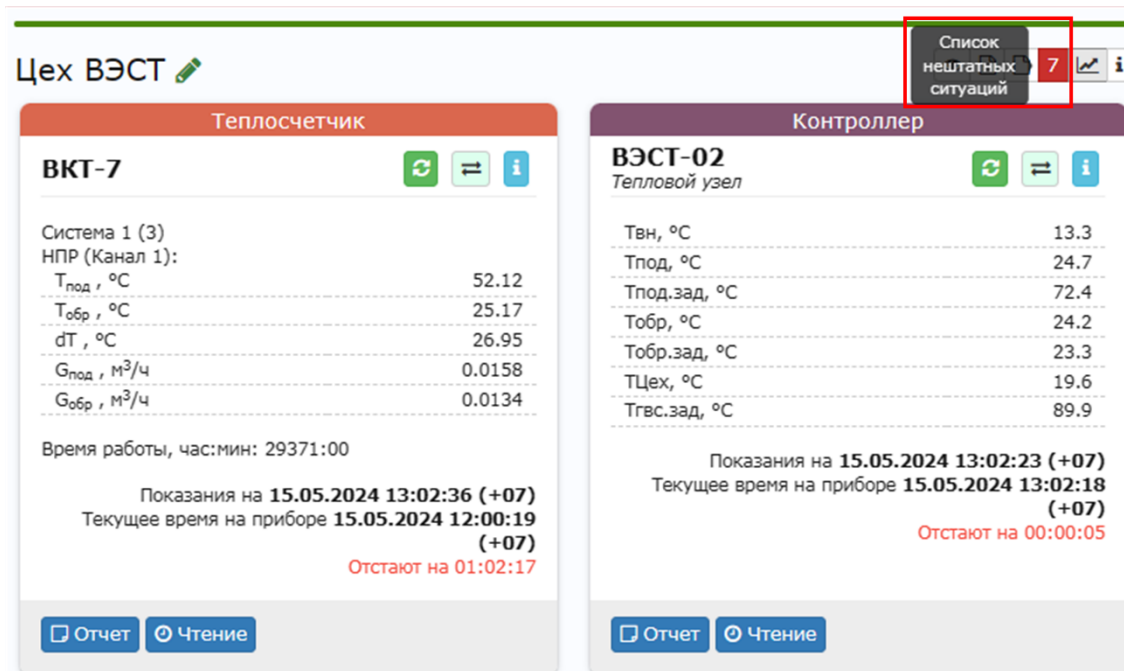 Список
нештатных
ситуаций
7
Цех ВЭСТ
Теплосчетчик
ВКТ-7
Система 1 (3)
НПР (Канал 1):
Tпод , °C 52.12
Tобр , °C 25.17
dT , °C 26.95
Gпод , м³/ч 0.0158
Gобр , м³/ч 0.0134
Время работы, час:мин: 29371:00
Показания на 15.05.2024 13:02:36 (+07)
Текущее время на приборе 15.05.2024 12:00:19
(+07)
Отстают на 01:02:17
Отчет Чтение
Контроллер
ВЭСТ-02
Тепловой узел
Tвн, °C 13.3
Tпод, °C 24.7
Tпод.зад, °C 72.4
Tобр, °C 24.2
Tобр.зад, °C 23.3
TЦех, °C 19.6
Tгвс.зад, °C 89.9
Показания на 15.05.2024 13:02:23 (+07)
Текущее время на приборе 15.05.2024 13:02:18
(+07)
Отстают на 00:00:05
Отчет Чтение